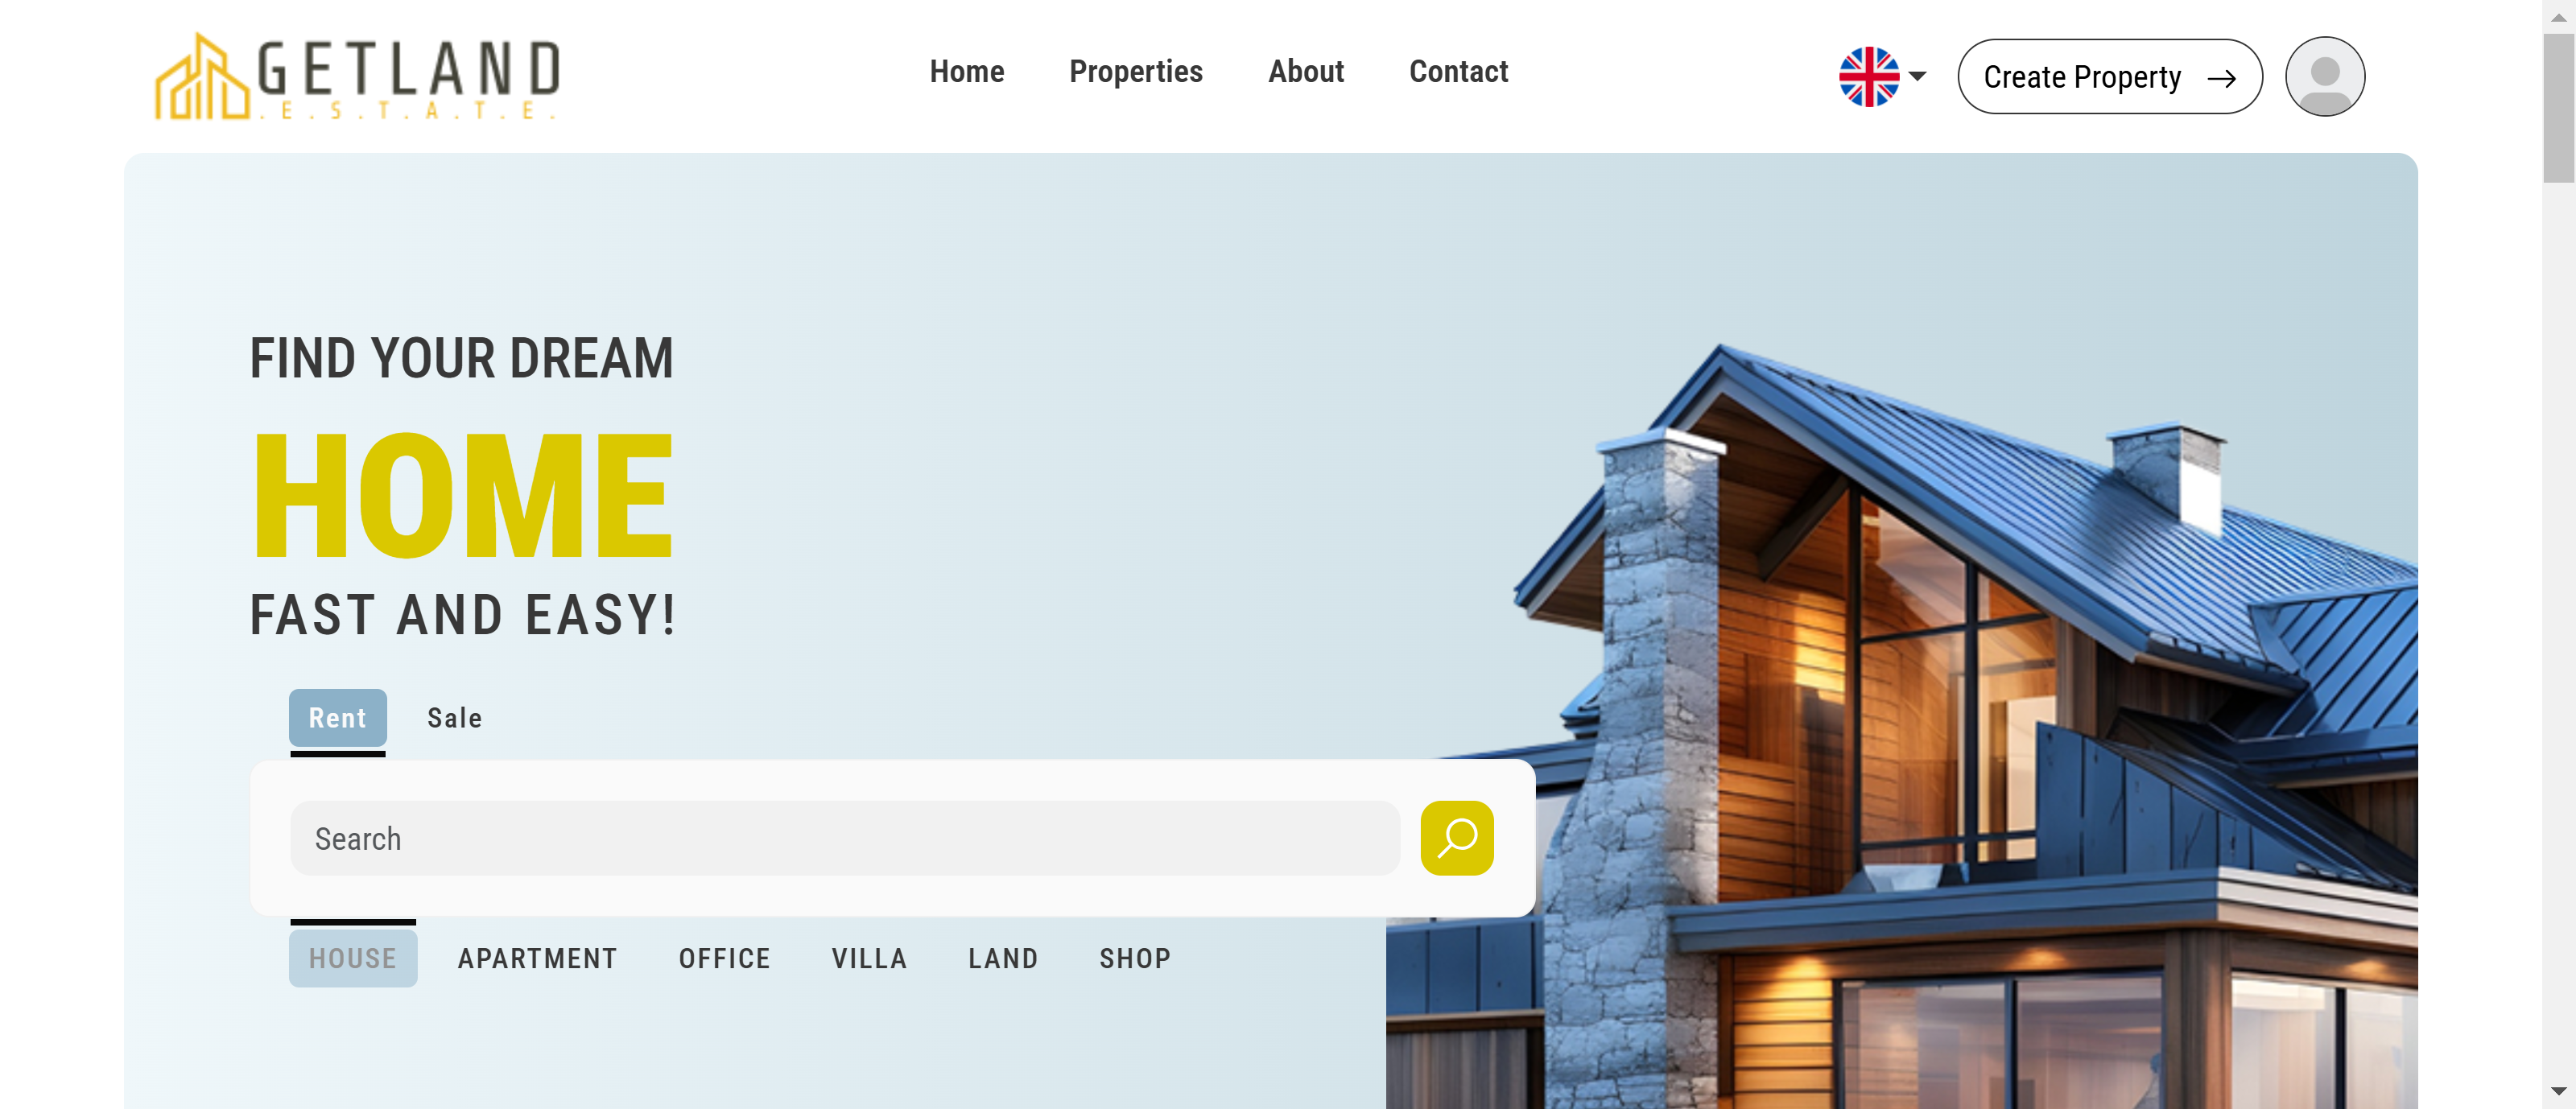 GETLAND
.E.S.T.A.T.E.
Home Properties About Contact
Create Property
FIND YOUR DREAM
HOME
FAST AND EASY!
Rent Sale
Search
HOUSE APARTMENT OFFICE VILLA LAND SHOP